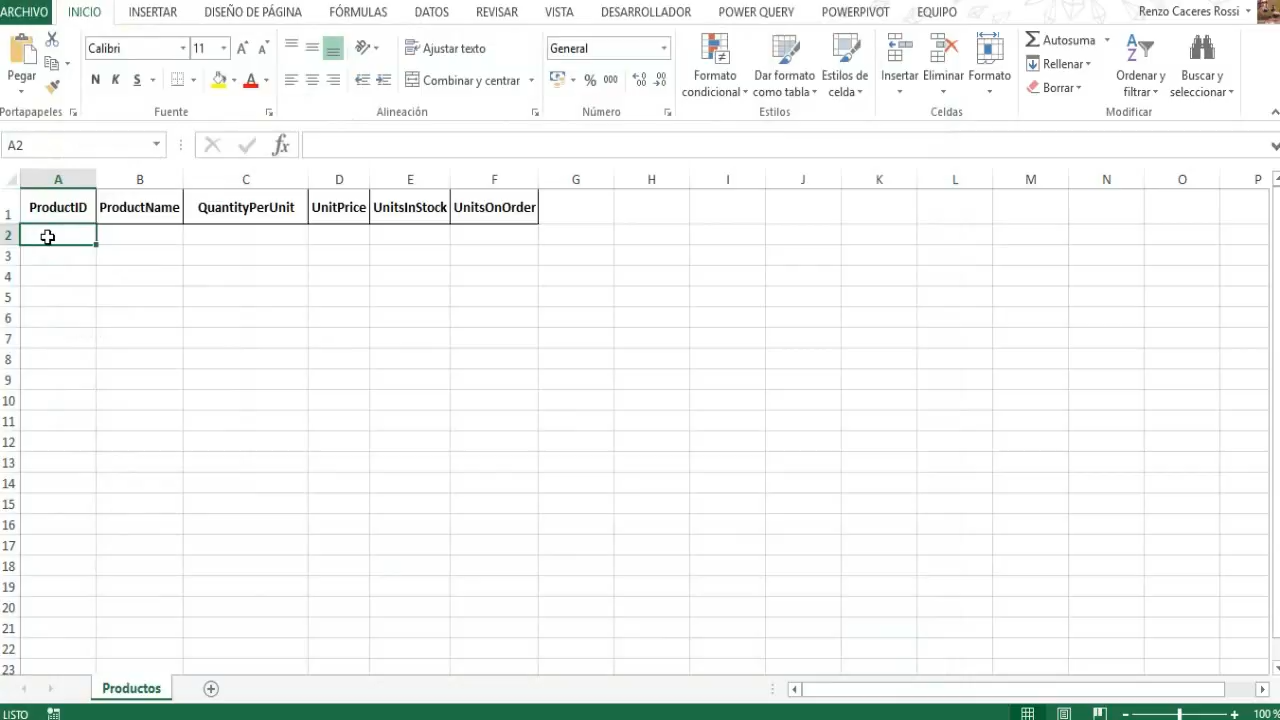 ARCHIVO INICIO INSERTAR DISEÑO DE PÁGINA FÓRMULAS DATOS REVISAR VISTA DESARROLLADOR POWER QUERY POWERPIVOT EQUIPO Renzo Caceres Rossi
Pegar
Portapapeles
Calibri 11
N K S
Fuente
Ajustar texto
Combinar y centrar
Alineación
General
% 000
Número
Formato condicional
Dar formato como tabla
Estilos de celda
Estilos
Insertar Eliminar Formato
Celdas
Autosuma
Rellenar
Borrar
Ordenar y filtrar
Buscar y seleccionar
Modificar
A2 fx
A B C D E F G H I J K L M N O P
1 ProductID ProductName QuantityPerUnit UnitPrice UnitsInStock UnitsOnOrder
2
3
4
5
6
7
8
9
10
11
12
13
14
15
16
17
18
19
20
21
22
23
Productos
LISTO 100 %